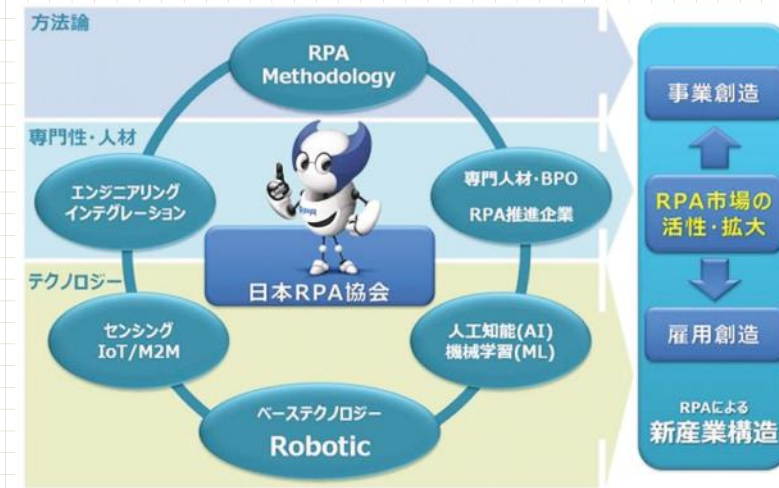 方法論
RPA
Methodology
専門性・人材
エンジニアリング
インテグレーション
専門人材・BPO
RPA推進企業
RPA
日本RPA協会
テクノロジー
センシング
IoT/M2M
人工知能(AI)
機械学習(ML)
ベーステクノロジー
Robotic
事業創造
RPA市場の
活性・拡大
雇用創造
RPAによる
新産業構造